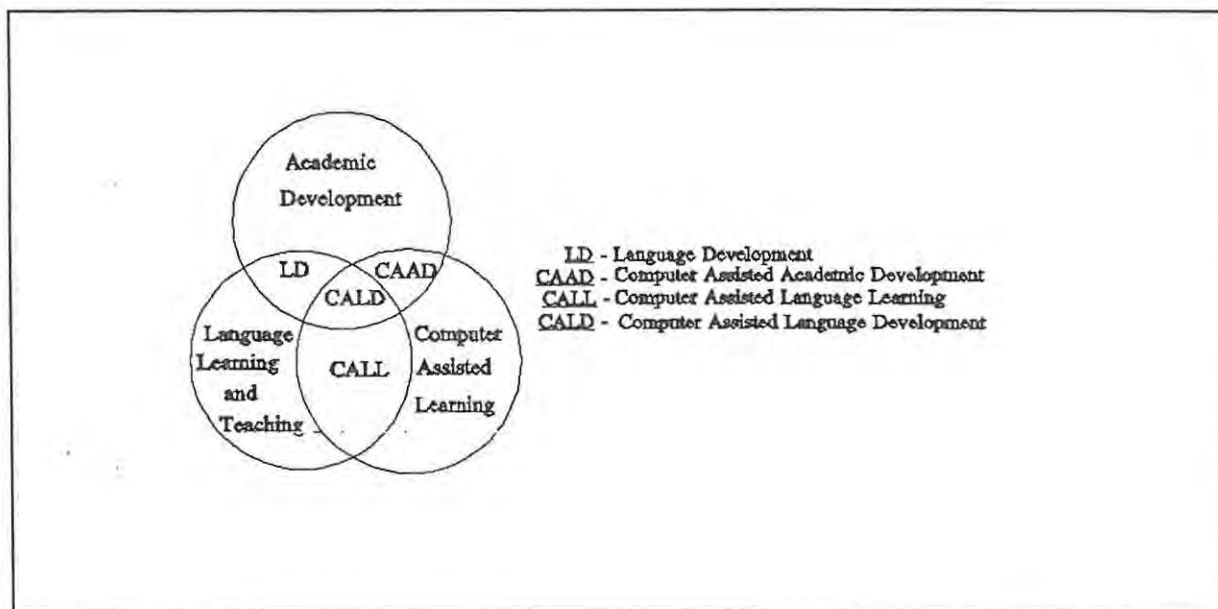 Academic
Development
LD
CAAD
CALD
Language
Learning
and
Teaching
CALL
Computer
Assisted
Learning
LD - Language Development
CAAD - Computer Assisted Academic Development
CALL - Computer Assisted Language Learning
CALD - Computer Assisted Language Development